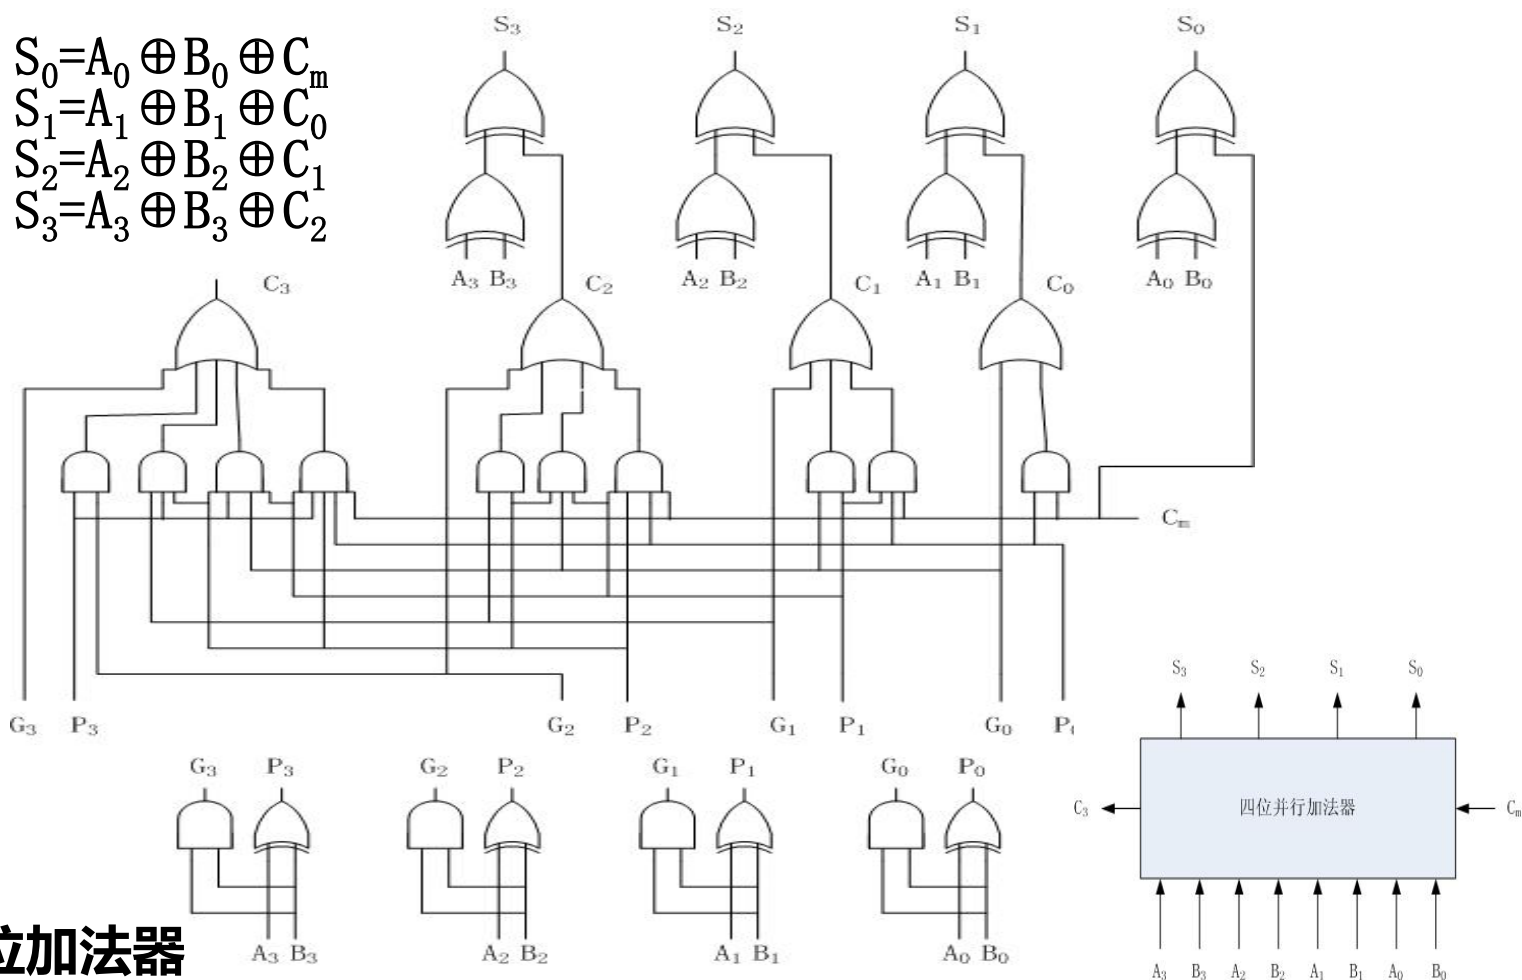 S₀=A₀⊕B₀⊕Cₘ
S₁=A₁⊕B₁⊕C₀
S₂=A₂⊕B₂⊕C₁
S₃=A₃⊕B₃⊕C₂
S₃ S₂ S₁ S₀
A₃ B₃ A₂ B₂ A₁ B₁ A₀ B₀
C₃ C₂ C₁ C₀
Cₘ
G₃ P₃ G₂ P₂ G₁ P₁ G₀ P
G₃ P₃ G₂ P₂ G₁ P₁ G₀ P₀
A₃ B₃ A₂ B₂ A₁ B₁ A₀ B₀
S₃ S₂ S₁ S₀
C₃ 四位并行加法器 Cₘ
A₃ B₃ A₂ B₂ A₁ B₁ A₀ B₀
位加法器